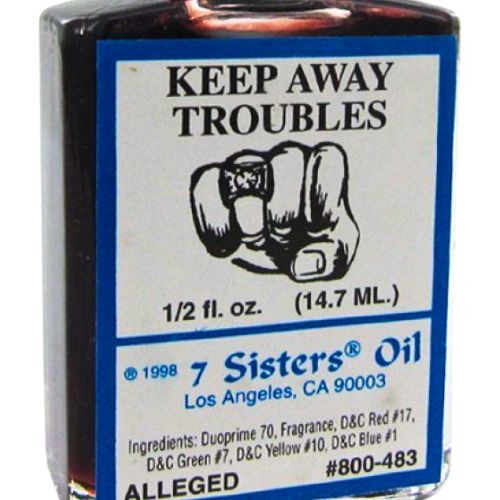 KEEP AWAY
TROUBLES
1/2 fl. oz. (14.7 ML.)
® 1998 7 Sisters® Oil
Los Angeles, CA 90003
Ingredients: Duoprime 70, Fragrance, D&C Red #17,
D&C Green #7, D&C Yellow #10, D&C Blue #1
ALLEGED #800-483